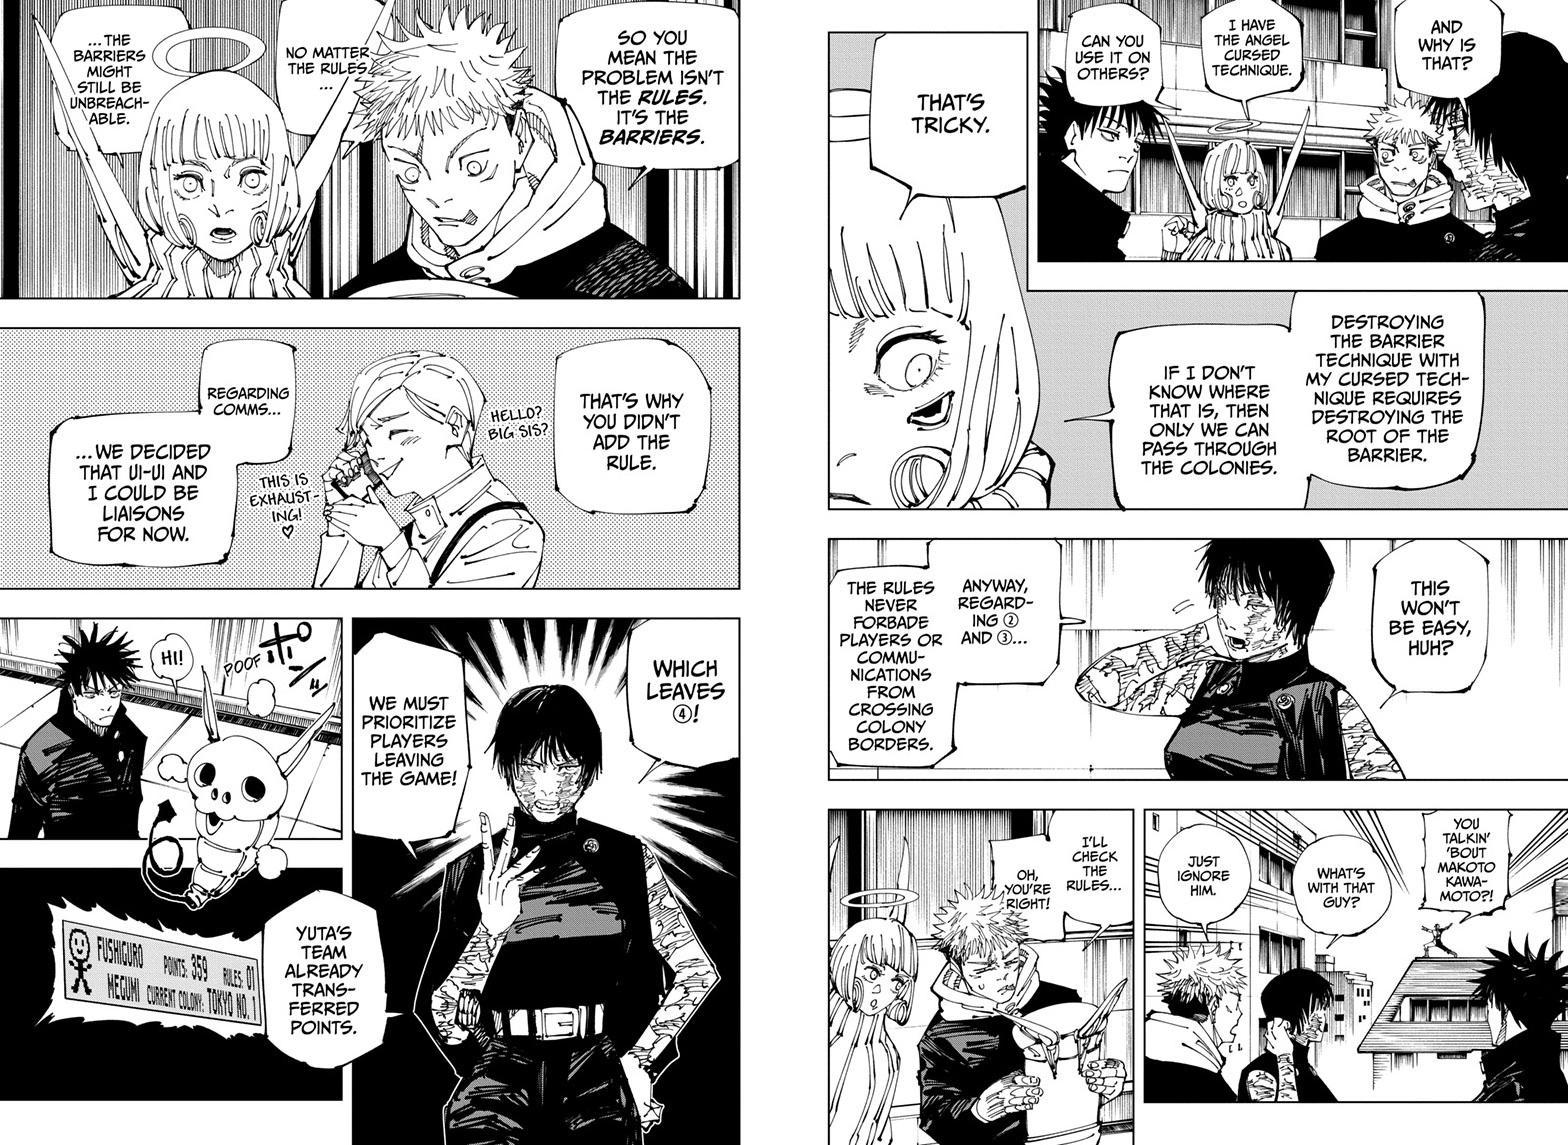 AND
WHY IS
THAT?
I HAVE
THE ANGEL
CURSED
TECHNIQUE.
CAN YOU
USE IT ON
OTHERS?
THAT'S
TRICKY.
DESTROYING
THE BARRIER
TECHNIQUE WITH
MY CURSED TECH-
NIQUE REQUIRES
DESTROYING THE
ROOT OF THE
BARRIER.
IF I DON'T
KNOW WHERE
THAT IS, THEN
ONLY WE CAN
PASS THROUGH
THE COLONIES.
THIS
WON'T
BE EASY,
HUH?
ANYWAY,
REGARD-
ING ②
AND ③...
THE RULES
NEVER
FORBADE
PLAYERS OR
COMMU-
NICATIONS
FROM
CROSSING
COLONY
BORDERS.
YOU
TALKIN'
'BOUT
MAKOTO
KAWA-
MOTO?!
WHAT'S
WITH THAT
GUY?
JUST
IGNORE
HIM.
I'LL
CHECK
THE
RULES...
OH,
YOU'RE
RIGHT!
SO YOU
MEAN THE
PROBLEM ISN'T
THE RULES.
IT'S THE
BARRIERS.
NO MATTER
THE RULES
...
...THE
BARRIERS
MIGHT
STILL BE
UNBREACH-
ABLE.
THAT'S WHY
YOU DIDN'T
ADD THE
RULE.
HELLO?
BIG SIS?
THIS IS
EXHAUST-
ING!
♡
REGARDING
COMMS...
...WE DECIDED
THAT UI-UI AND
I COULD BE
LIAISONS
FOR NOW.
WHICH
LEAVES
④!
WE MUST
PRIORITIZE
PLAYERS
LEAVING
THE GAME!
ポンッ
POOF
HI!
YUTA'S
TEAM
ALREADY
TRANS-
FERRED
POINTS.
FUSHIGURO POINTS: 359 RULES: 01
MEGUMI CURRENT COLONY: TOKYO NO. 1